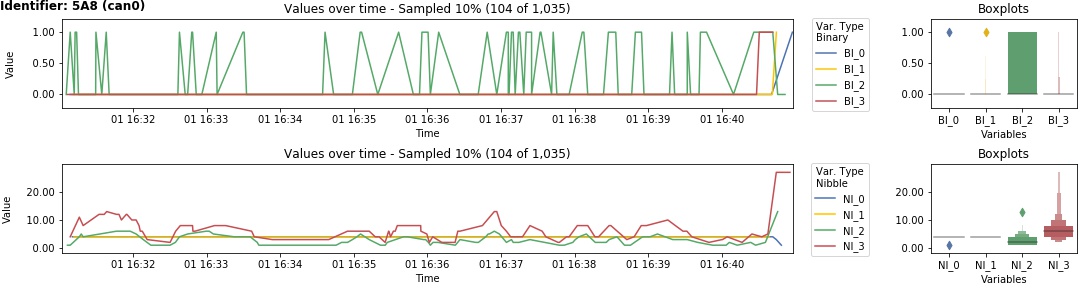 Identifier: 5A8 (can0)
Values over time - Sampled 10% (104 of 1,035)
Value
1.00
0.50
0.00
01 16:32 01 16:33 01 16:34 01 16:35 01 16:36 01 16:37 01 16:38 01 16:39 01 16:40
Time
Var. Type
Binary
BI_0
BI_1
BI_2
BI_3
Boxplots
1.00
0.50
0.00
BI_0 BI_1 BI_2 BI_3
Variables
Values over time - Sampled 10% (104 of 1,035)
Value
20.00
10.00
0.00
01 16:32 01 16:33 01 16:34 01 16:35 01 16:36 01 16:37 01 16:38 01 16:39 01 16:40
Time
Var. Type
Nibble
NI_0
NI_1
NI_2
NI_3
Boxplots
20.00
10.00
0.00
NI_0 NI_1 NI_2 NI_3
Variables